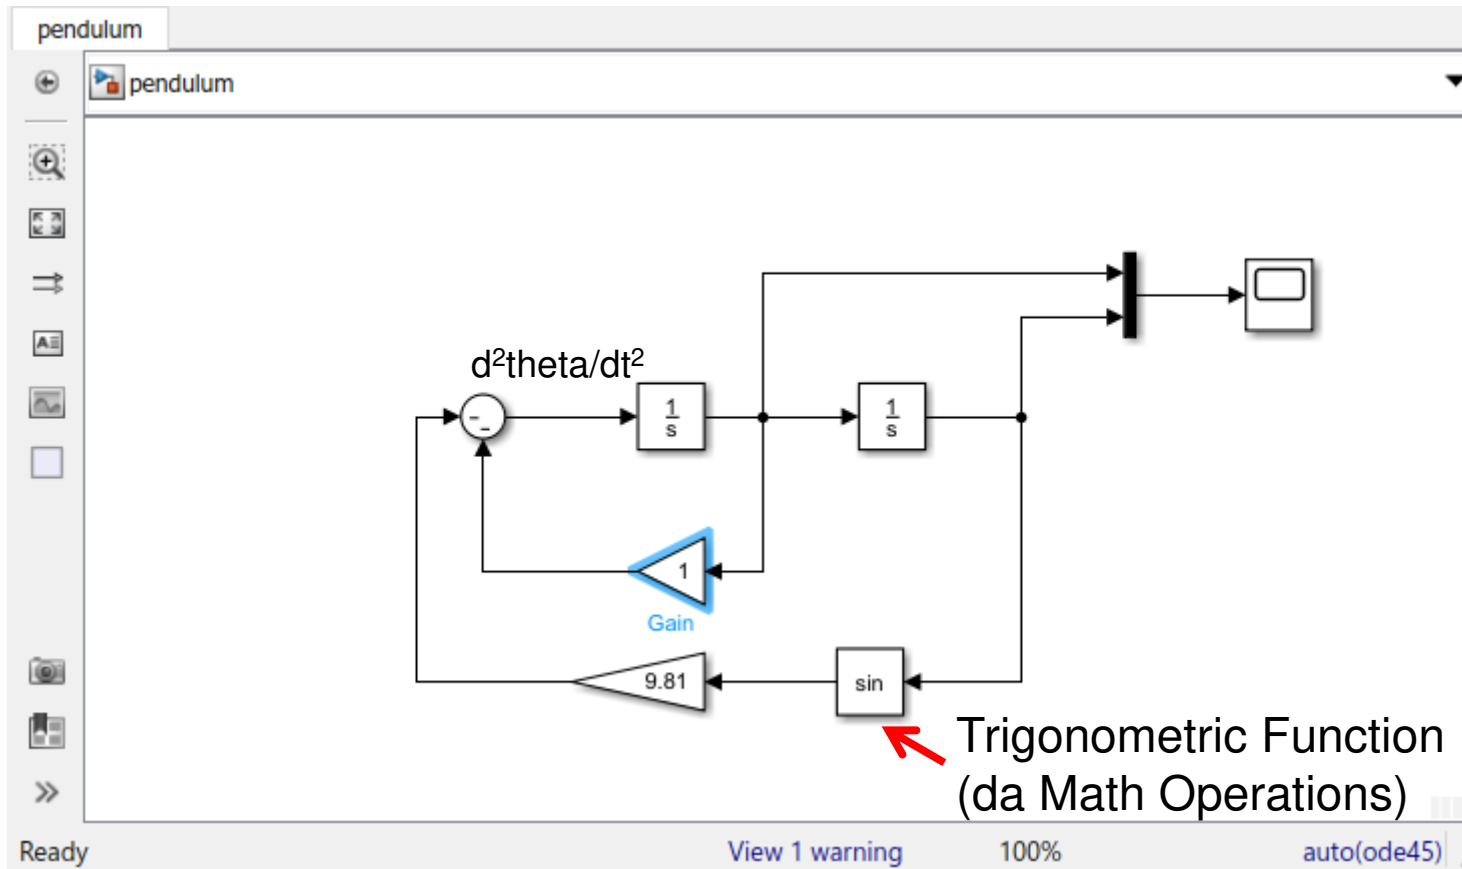 pendulum
pendulum
d²theta/dt²
- -
1
s
1
s
1
Gain
9.81
sin
Trigonometric Function
(da Math Operations)
Ready
View 1 warning
100%
auto(ode45)